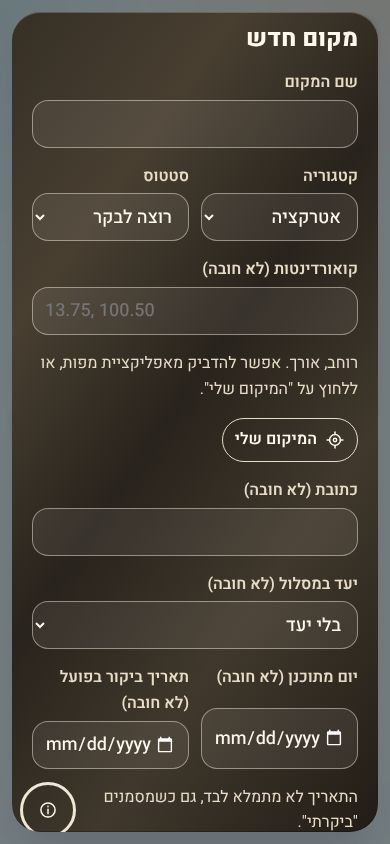 מקום חדש
שם המקום
קטגוריה
סטטוס
אטרקציה
רוצה לבקר
קואורדינטות (לא חובה)
13.75, 100.50
רוחב, אורך. אפשר להדביק מאפליקציית מפות, או
ללחוץ על "המיקום שלי".
המיקום שלי
כתובת (לא חובה)
יעד במסלול (לא חובה)
בלי יעד
יום מתוכנן (לא חובה)
תאריך ביקור בפועל
(לא חובה)
mm/dd/yyyy
mm/dd/yyyy
התאריך לא מתמלא לבד, גם כשמסמנים
"ביקרתי".